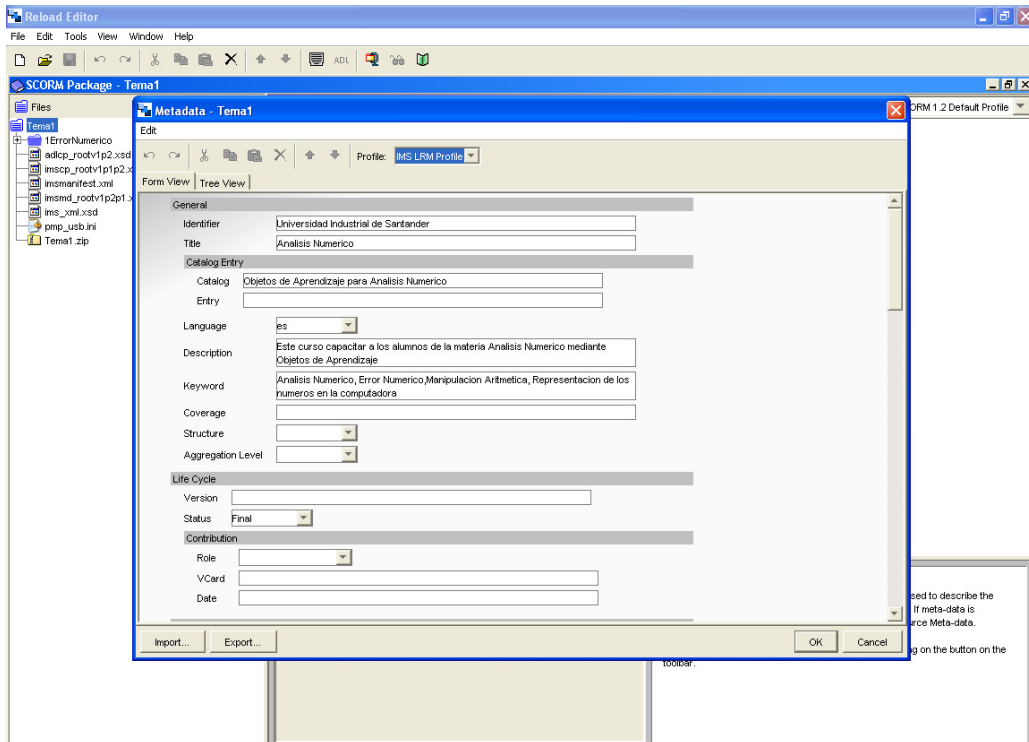 Reload Editor
File Edit Tools View Window Help
ADL
SCORM Package - Tema1
Files
ORM 1.2 Default Profile
Tema1
1ErrorNumerico
adlcp_rootv1p2.xsd
imscp_rootv1p1p2.x
imsmanifest.xml
imsmd_rootv1p2p1.x
ims_xml.xsd
pmp_usb.ini
Tema1.zip
Metadata - Tema1
Edit
Profile: IMS LRM Profile
Form View Tree View
General
Identifier Universidad Industrial de Santander
Title Analisis Numerico
Catalog Entry
Catalog Objetos de Aprendizaje para Analisis Numerico
Entry
Language es
Description Este curso capacitar a los alumnos de la materia Analisis Numerico mediante
Objetos de Aprendizaje
Keyword Analisis Numerico, Error Numerico,Manipulacion Aritmetica, Representacion de los
numeros en la computadora
Coverage
Structure
Aggregation Level
Life Cycle
Version
Status Final
Contribution
Role
VCard
Date
Import... Export... OK Cancel
sed to describe the
If meta-data is
urce Meta-data.
ng on the button on the
toolbar.